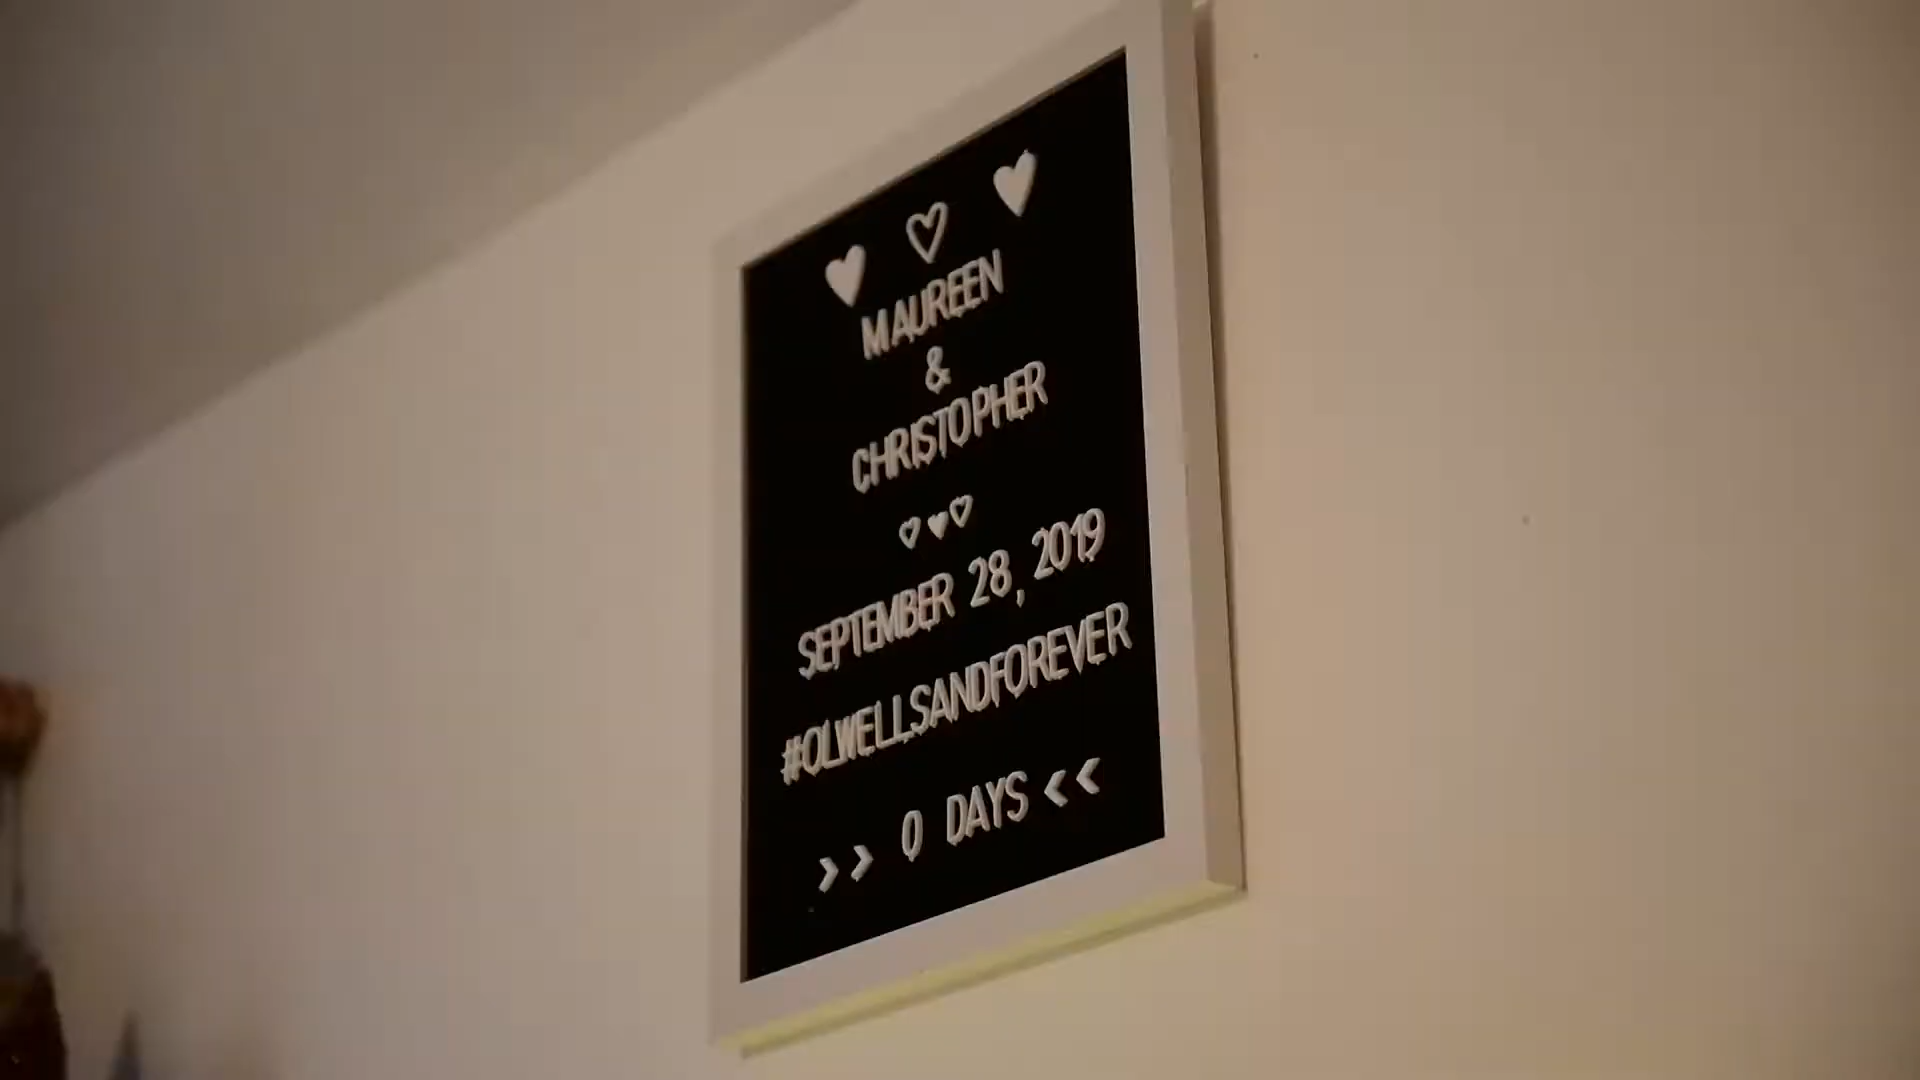 MAUREEN
&
CHRISTOPHER
SEPTEMBER 28, 2019
#OLWELLSANDFOREVER
>> 0 DAYS <<